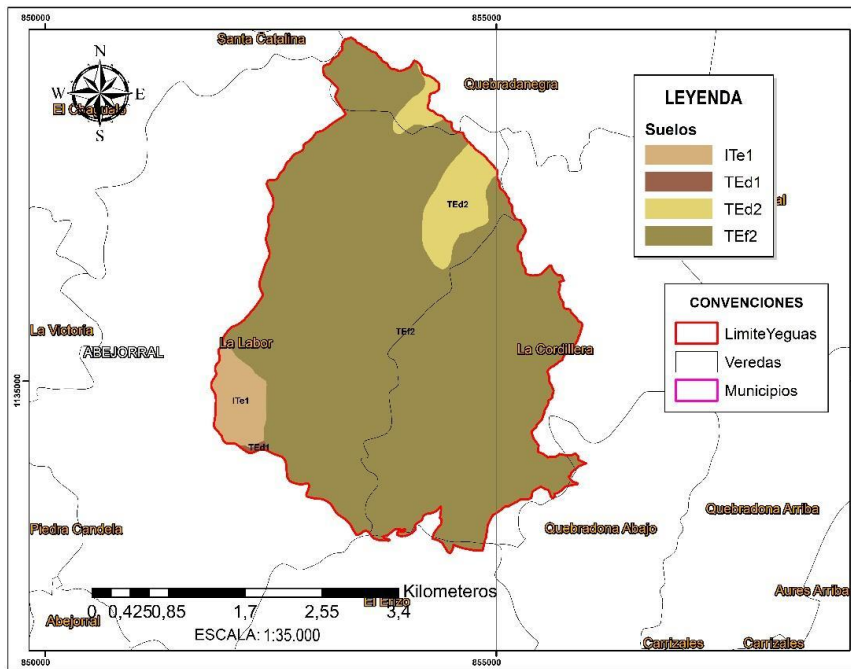 850000
855000
Santa Catalina
N
W
E
S
El Chagualo
Quebradanegra
LEYENDA
Suelos
ITe1
TEd1
TEd2
TEf2
al
TEd2
CONVENCIONES
LimiteYeguas
Veredas
Municipios
La Victoria
ABEJORRAL
La Labor
TEf2
La Cordillera
1135000
1135000
ITe1
TEd1
Piedra Candela
Quebradona Abajo
Quebradona Arriba
Kilometeros
0 0,4250,85 1,7 2,55 3,4
El Erizo
Aures Arriba
Abejorral
ESCALA: 1:35.000
Carrizales
Carrizales
850000
855000